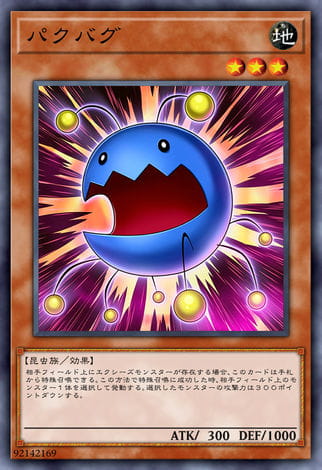 パクバグ
地
【昆虫族／効果】
相手フィールド上にエクシーズモンスターが存在する場合、このカードは手札
から特殊召喚できる。この方法で特殊召喚に成功した時、相手フィールド上のモ
ンスター１体を選択して発動する。選択したモンスターの攻撃力は３００ポイン
トダウンする。
ATK/ 300 DEF/1000
92142169